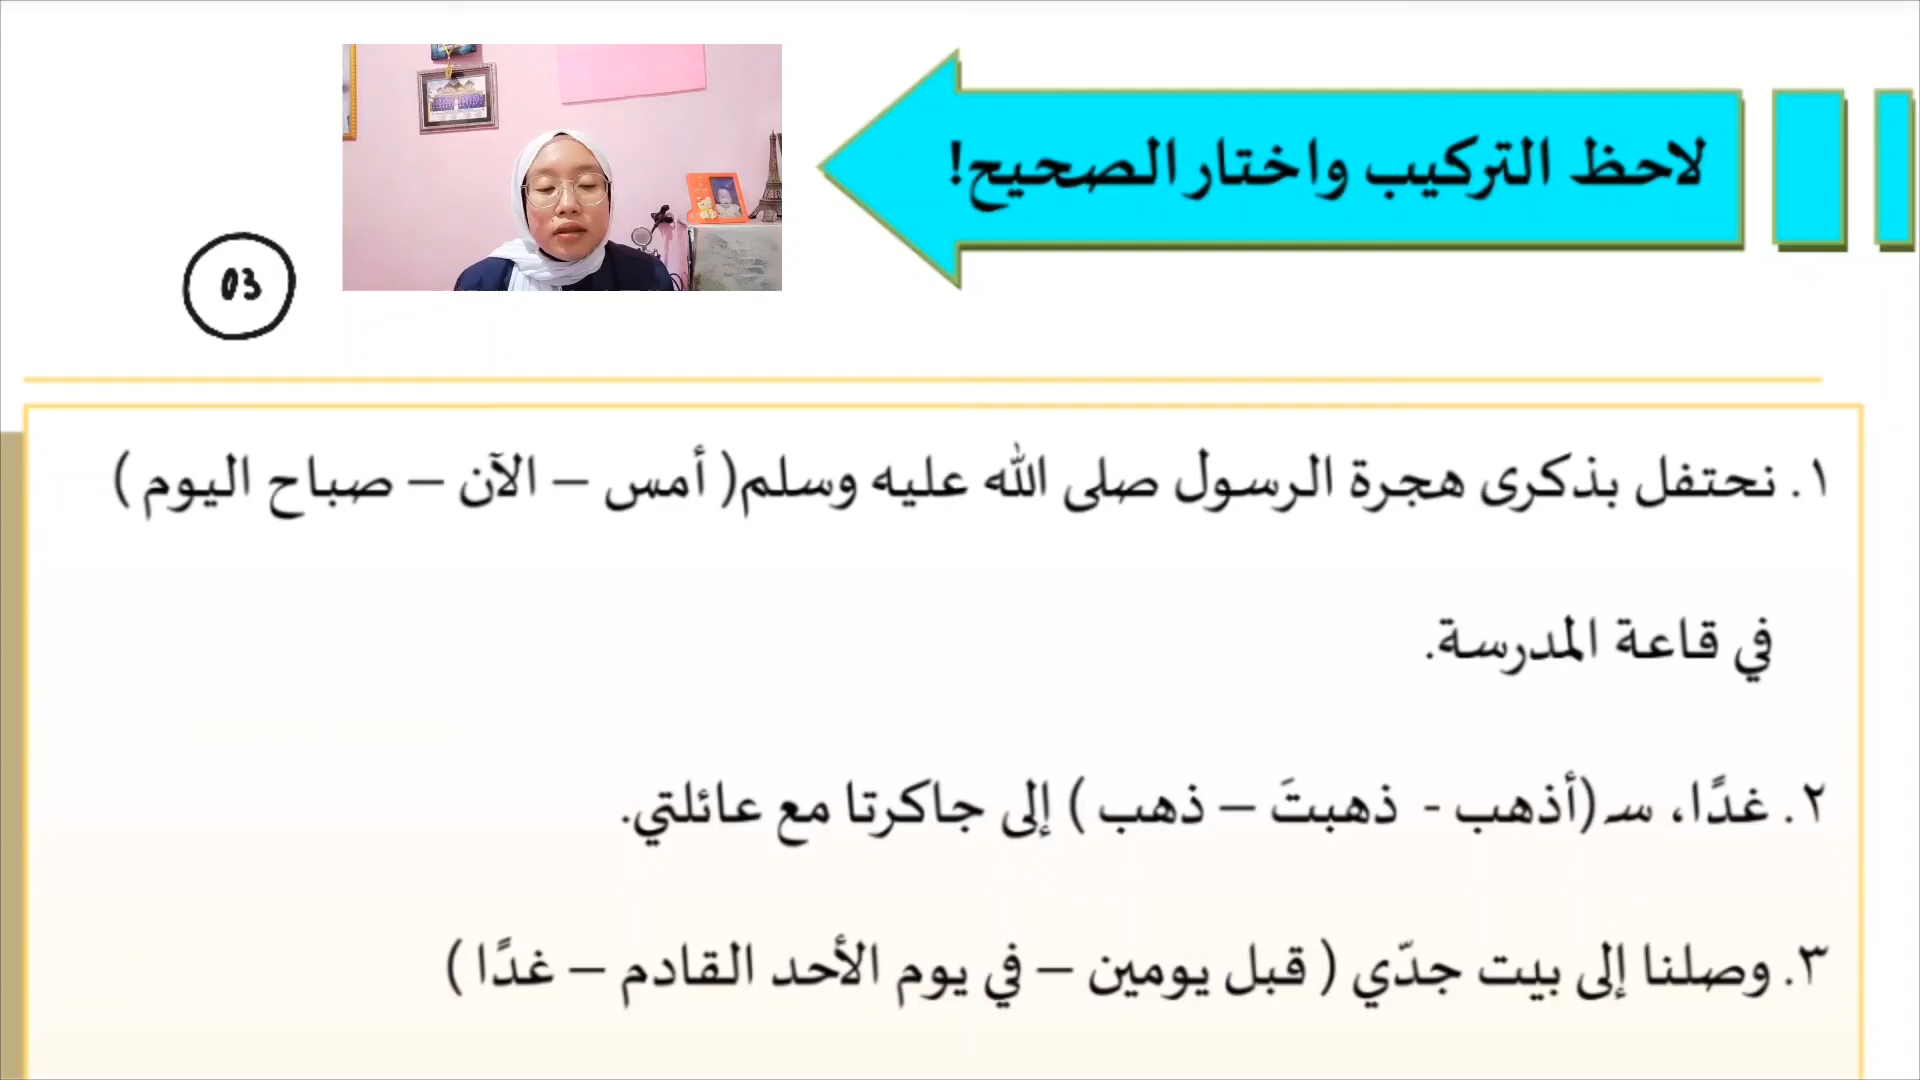 لاحظ التركيب واختار الصحيح!
03
١. نحتفل بذكرى هجرة الرسول صلى الله عليه وسلم( أمس – الآن – صباح اليوم )
في قاعة المدرسة.
٢. غدًا، سـ (أذهب - ذهبتَ – ذهب ) إلى جاكرتا مع عائلتي.
٣. وصلنا إلى بيت جدّي ( قبل يومين – في يوم الأحد القادم – غدًا )